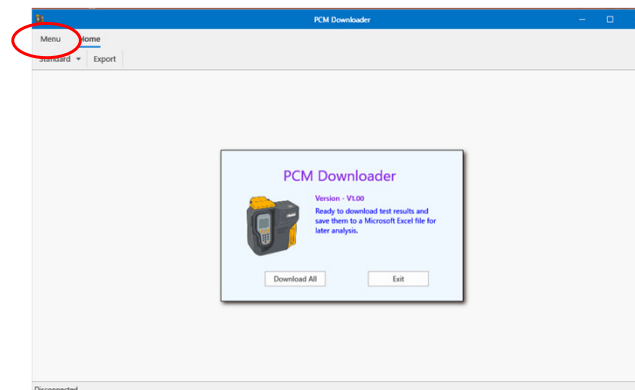 PCM Downloader
Menu Home
Standard Export
PCM Downloader
Version - V1.00
Ready to download test results and
save them to a Microsoft Excel file for
later analysis.
Download All Exit
Disconnected